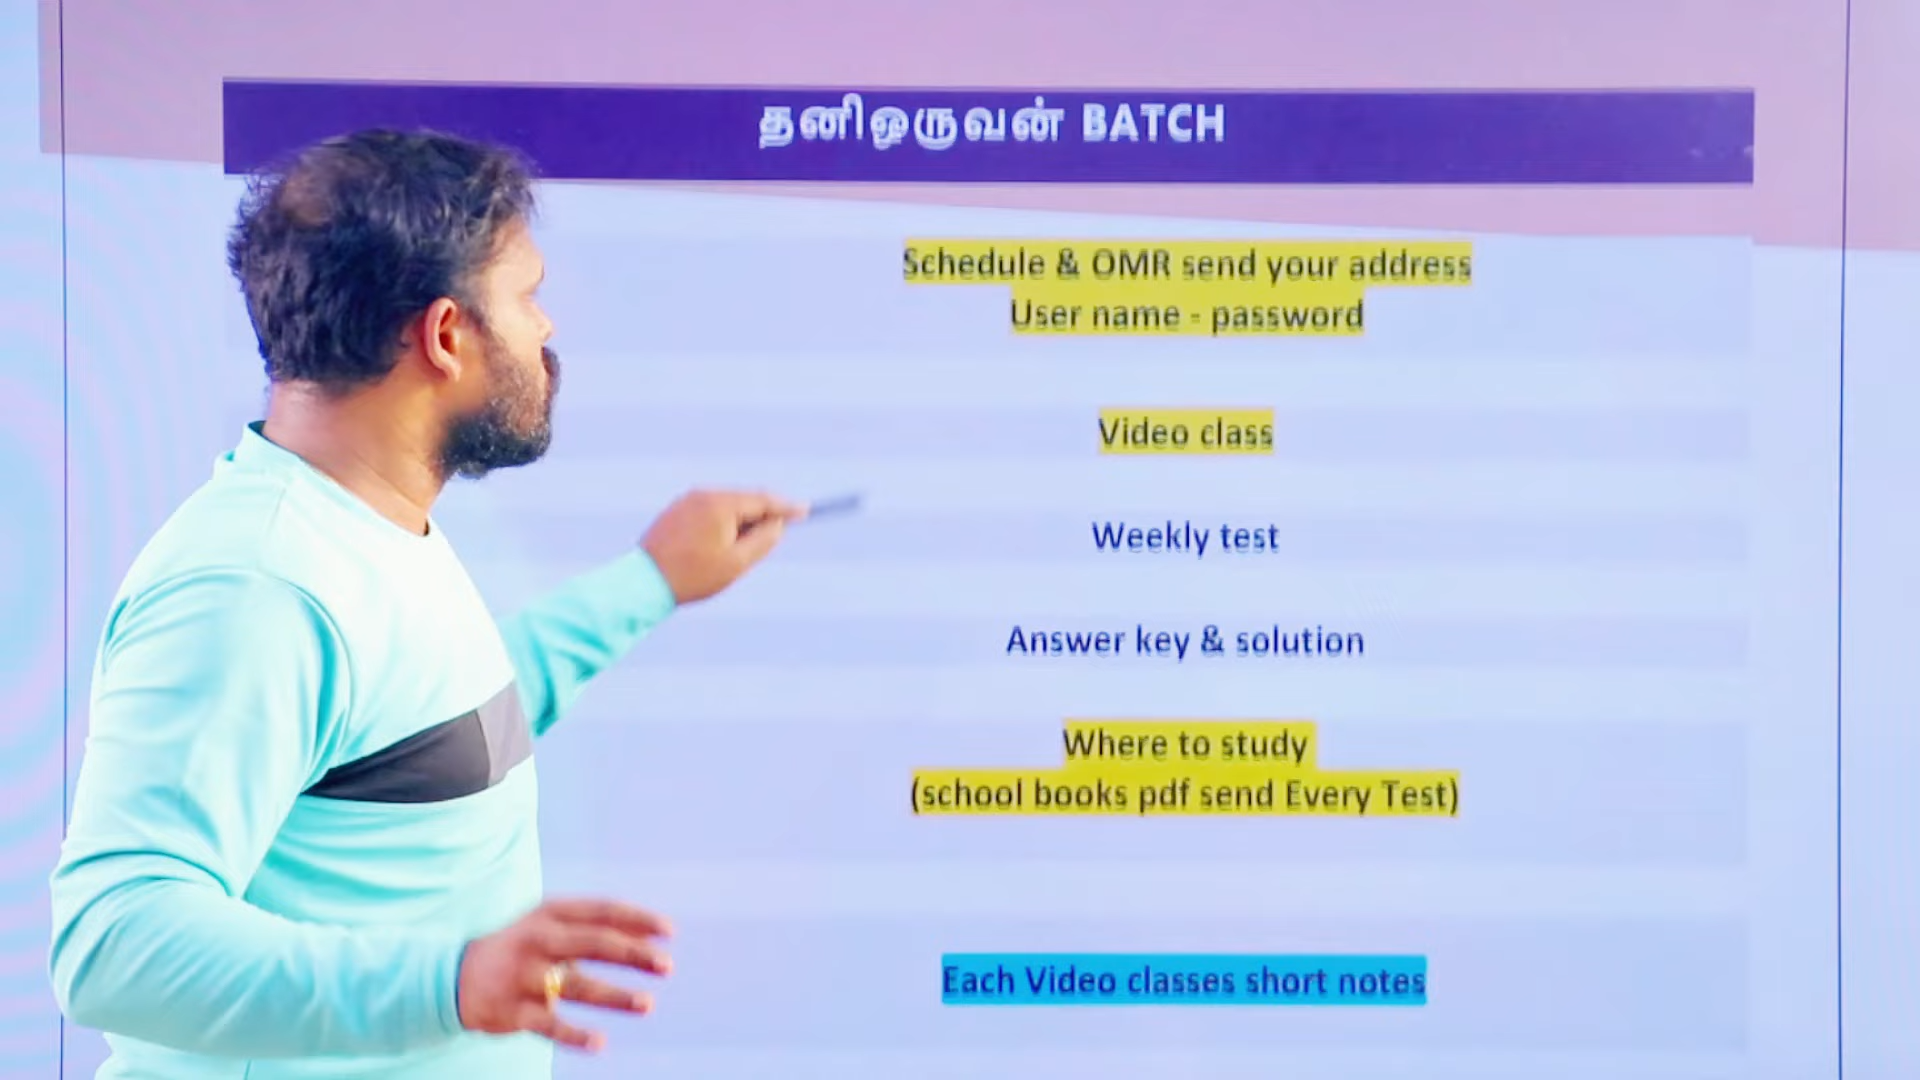 தனிஒருவன் BATCH
Schedule & OMR send your address
User name - password
Video class
Weekly test
Answer key & solution
Where to study
(school books pdf send Every Test)
Each Video classes short notes